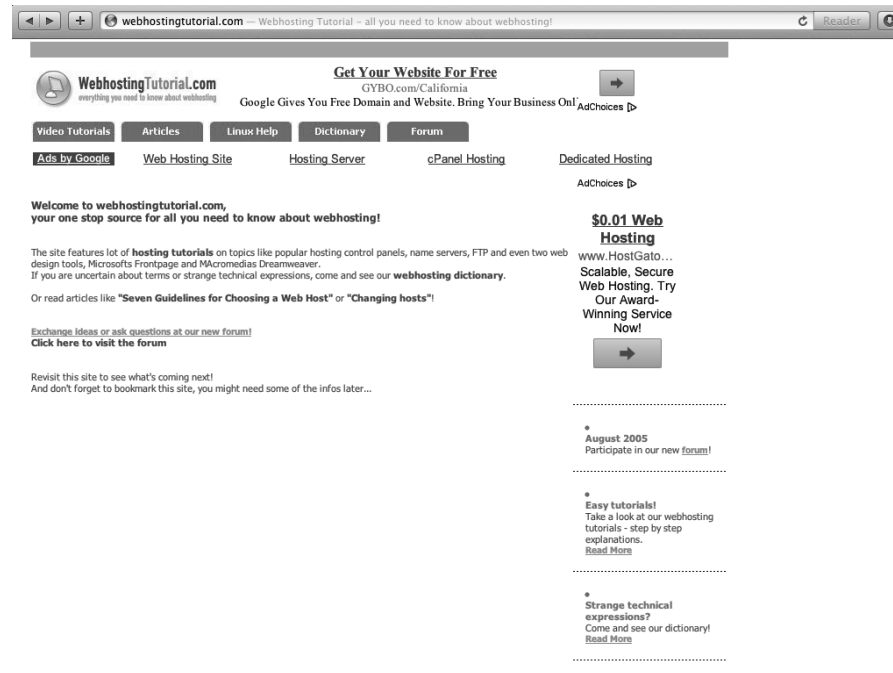 webhostingtutorial.com — Webhosting Tutorial – all you need to know about webhosting!
Reader
WebhostingTutorial.com
everything you need to know about webhosting
Get Your Website For Free
GYBO.com/California
Google Gives You Free Domain and Website. Bring Your Business Onl
AdChoices
Video Tutorials
Articles
Linux Help
Dictionary
Forum
Ads by Google
Web Hosting Site
Hosting Server
cPanel Hosting
Dedicated Hosting
AdChoices
Welcome to webhostingtutorial.com,
your one stop source for all you need to know about webhosting!
The site features lot of hosting tutorials on topics like popular hosting control panels, name servers, FTP and even two web
design tools, Microsofts Frontpage and MAcromedias Dreamweaver.
If you are uncertain about terms or strange technical expressions, come and see our webhosting dictionary.
Or read articles like "Seven Guidelines for Choosing a Web Host" or "Changing hosts"!
Exchange ideas or ask questions at our new forum!
Click here to visit the forum
Revisit this site to see what's coming next!
And don't forget to bookmark this site, you might need some of the infos later...
$0.01 Web
Hosting
www.HostGato...
Scalable, Secure
Web Hosting. Try
Our Award-
Winning Service
Now!
August 2005
Participate in our new forum!
Easy tutorials!
Take a look at our webhosting
tutorials - step by step
explanations.
Read More
Strange technical
expressions?
Come and see our dictionary!
Read More